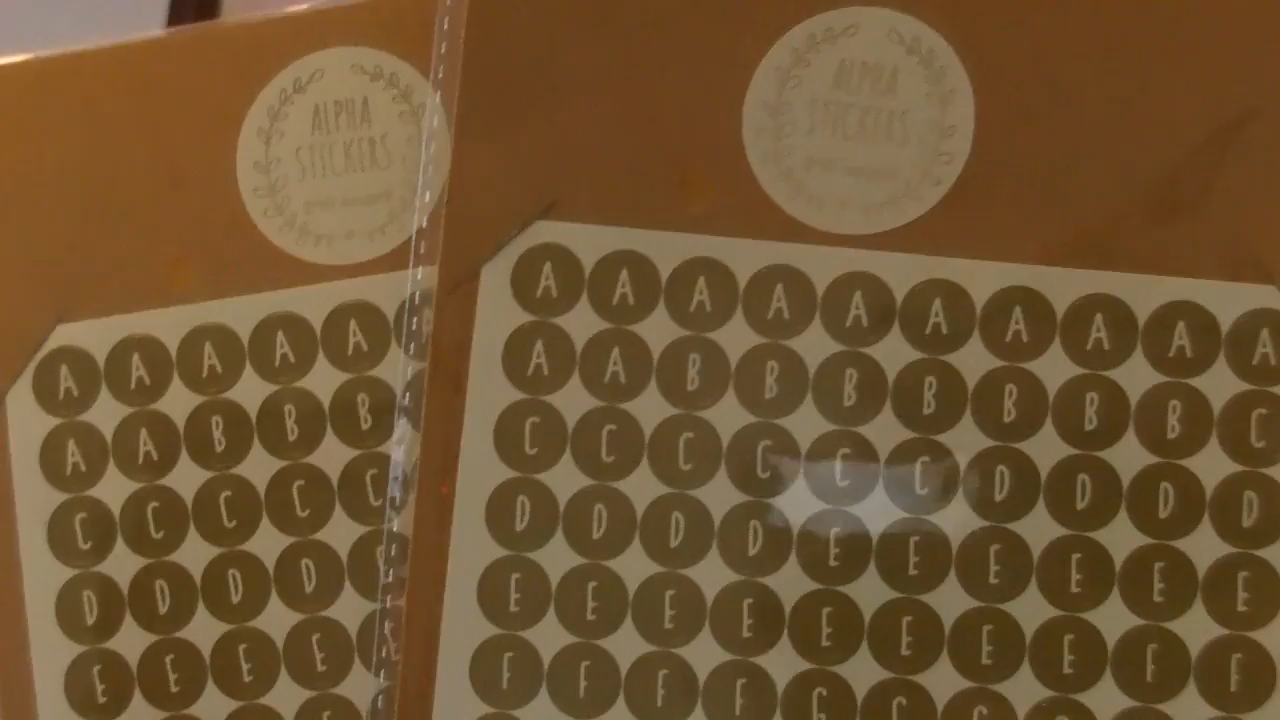 ALPHA
STICKERS
ALPHA
STICKERS
A A A A A
A A B B B
C C C C C
D D D D
E E E E E
A A A A A A A A A A
A A B B B B B B B C
C C C C C C D D D D
D D D D E E E E E E
E E E E E E E E F F
F F F F G